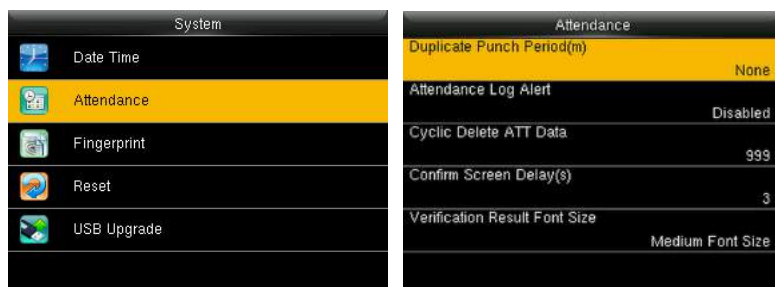 System
Date Time
Attendance
Fingerprint
Reset
USB Upgrade
Attendance
Duplicate Punch Period(m)
None
Attendance Log Alert
Disabled
Cyclic Delete ATT Data
999
Confirm Screen Delay(s)
3
Verification Result Font Size
Medium Font Size